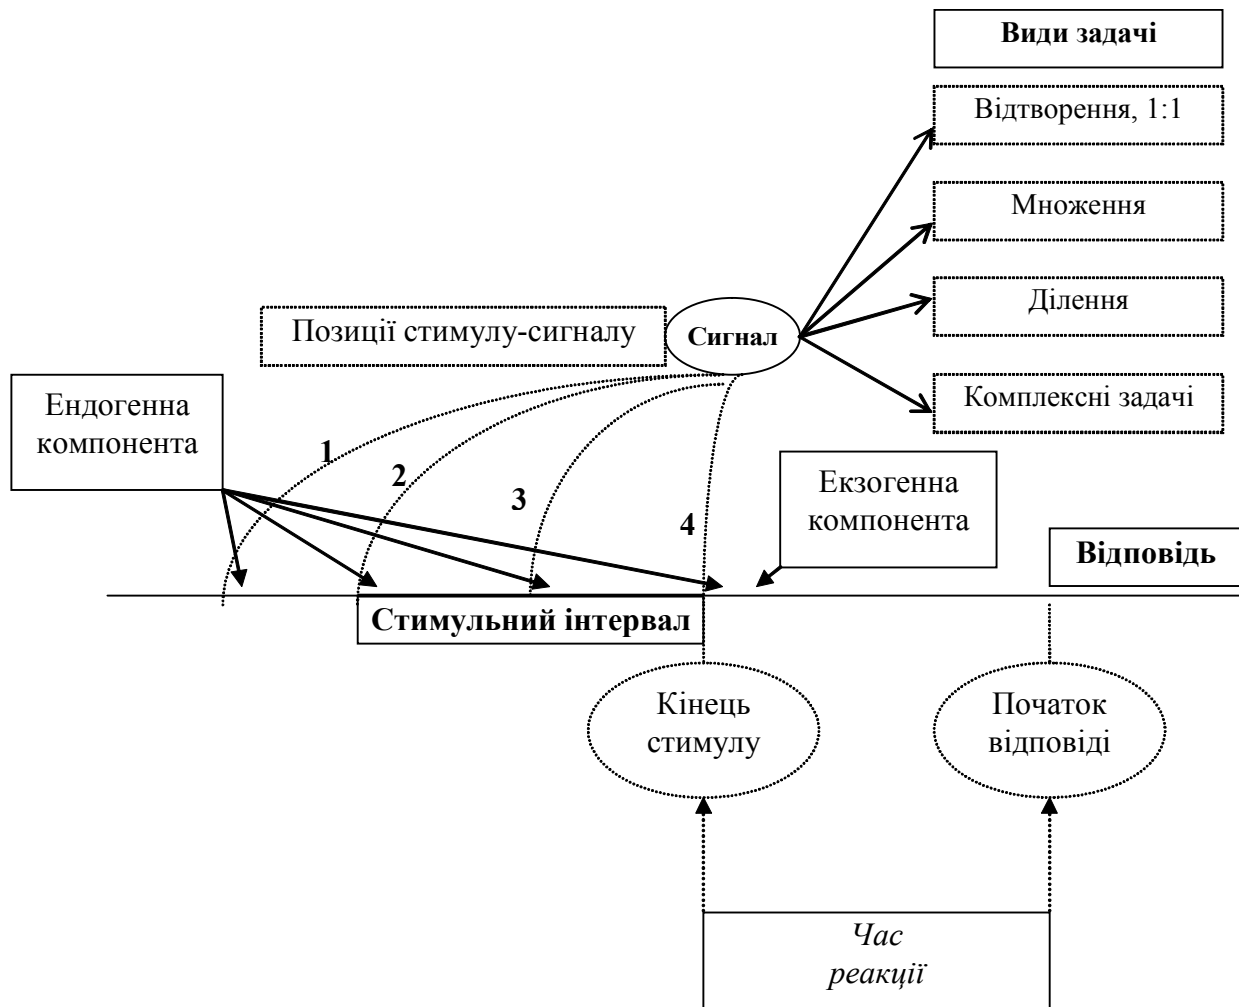 Види задачі
Відтворення, 1:1
Множення
Ділення
Позиції стимулу-сигналу
Сигнал
Комплексні задачі
Ендогенна
компонента
1
2
3
4
Екзогенна
компонента
Відповідь
Стимульний інтервал
Кінець
стимулу
Початок
відповіді
Час
реакції